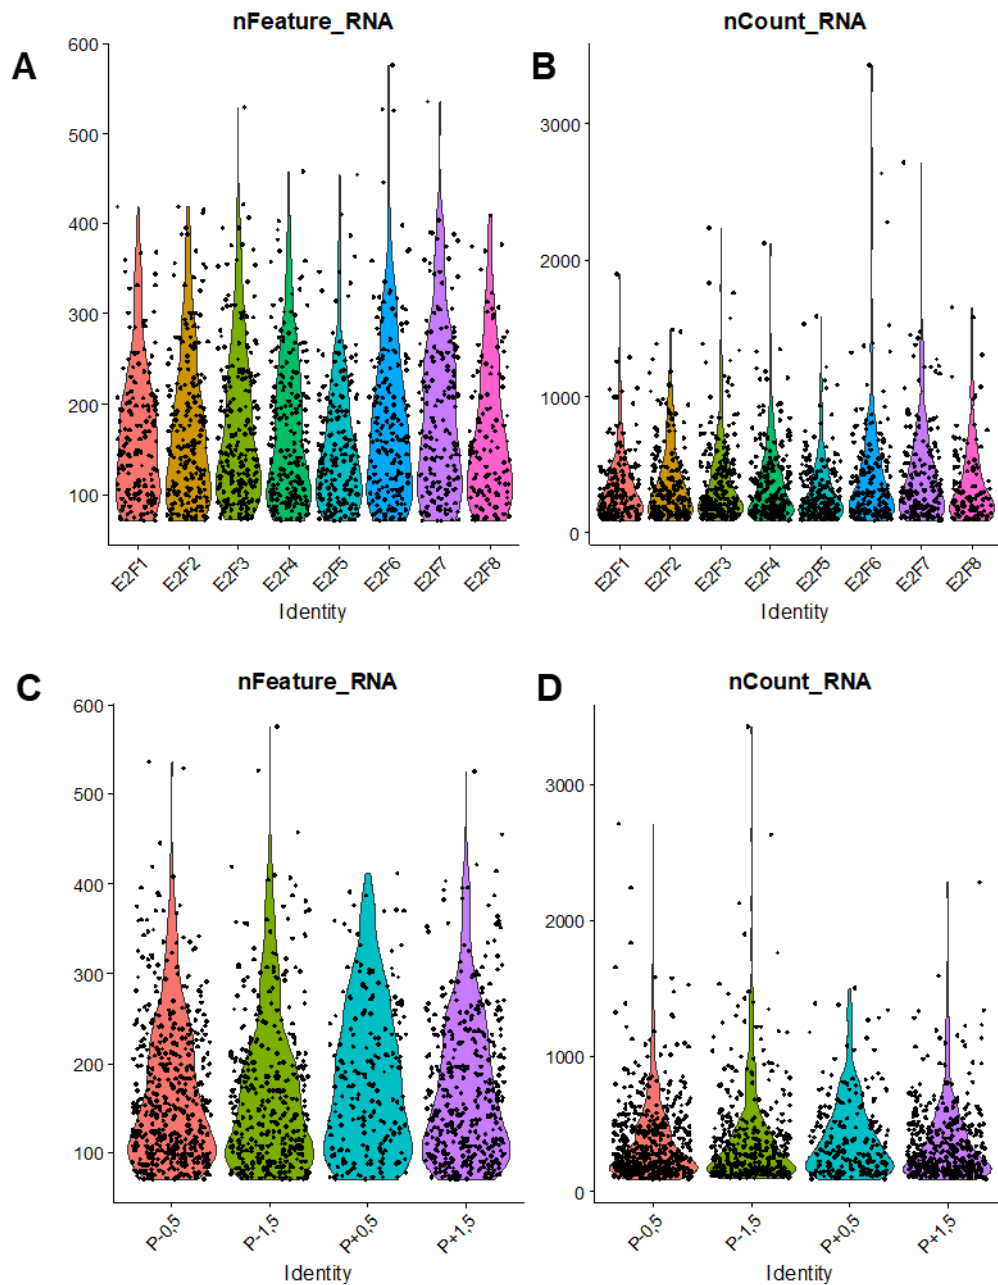 nFeature_RNA
A
600
500
400
300
200
100
E2F1 E2F2 E2F3 E2F4 E2F5 E2F6 E2F7 E2F8
Identity
nCount_RNA
B
3000
2000
1000
0
E2F1 E2F2 E2F3 E2F4 E2F5 E2F6 E2F7 E2F8
Identity
nFeature_RNA
C
600
500
400
300
200
100
P-0,5 P-1,5 P+0,5 P+1,5
Identity
nCount_RNA
D
3000
2000
1000
0
P-0,5 P-1,5 P+0,5 P+1,5
Identity